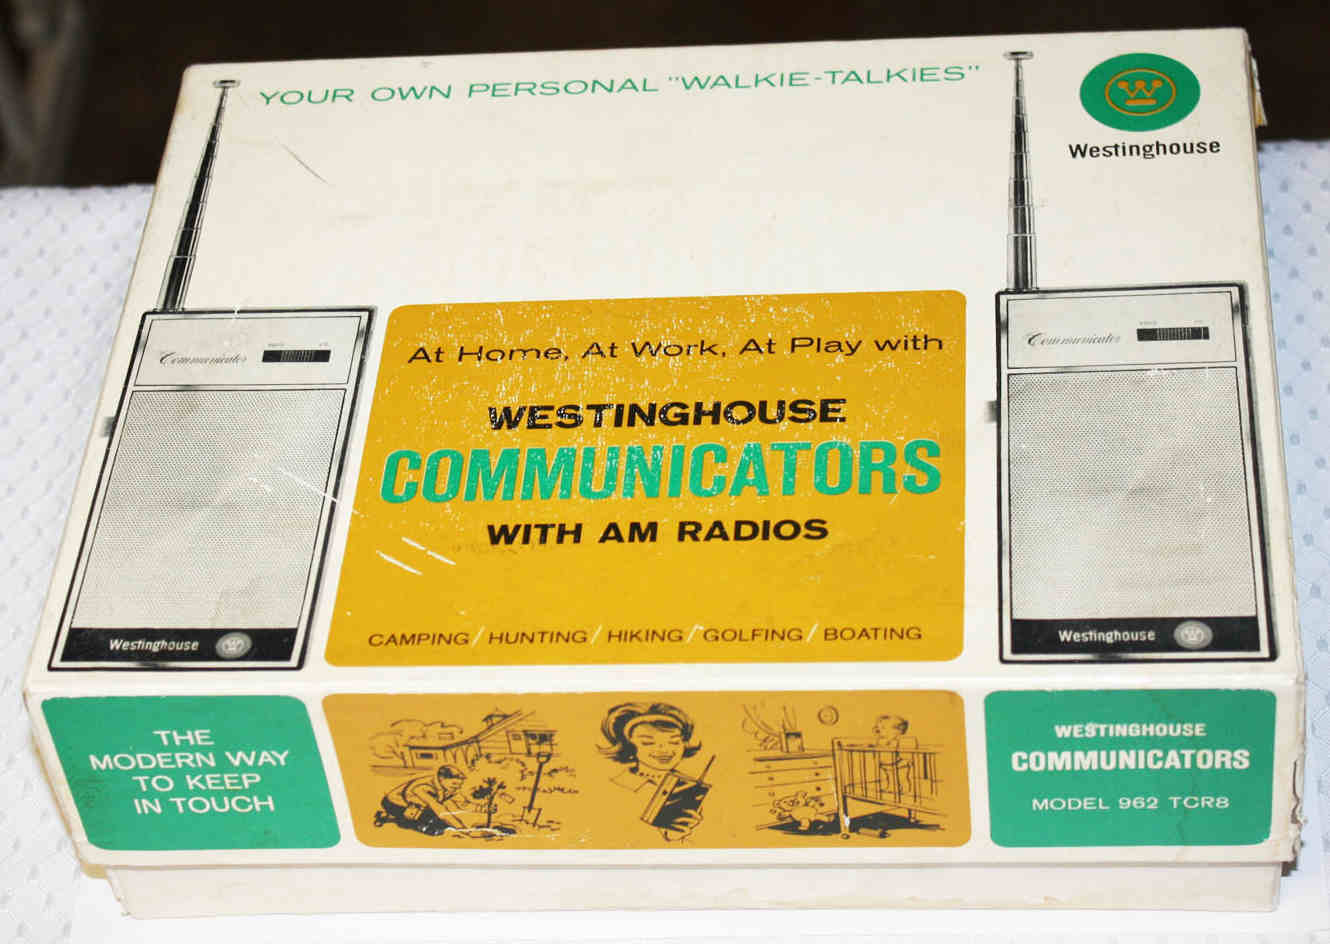 YOUR OWN PERSONAL "WALKIE-TALKIES"
Westinghouse
Communicator
Communicator
At Home, At Work, At Play with
WESTINGHOUSE
COMMUNICATORS
WITH AM RADIOS
CAMPING / HUNTING / HIKING / GOLFING / BOATING
Westinghouse
Westinghouse
THE
MODERN WAY
TO KEEP
IN TOUCH
WESTINGHOUSE
COMMUNICATORS
MODEL 962 TCR8